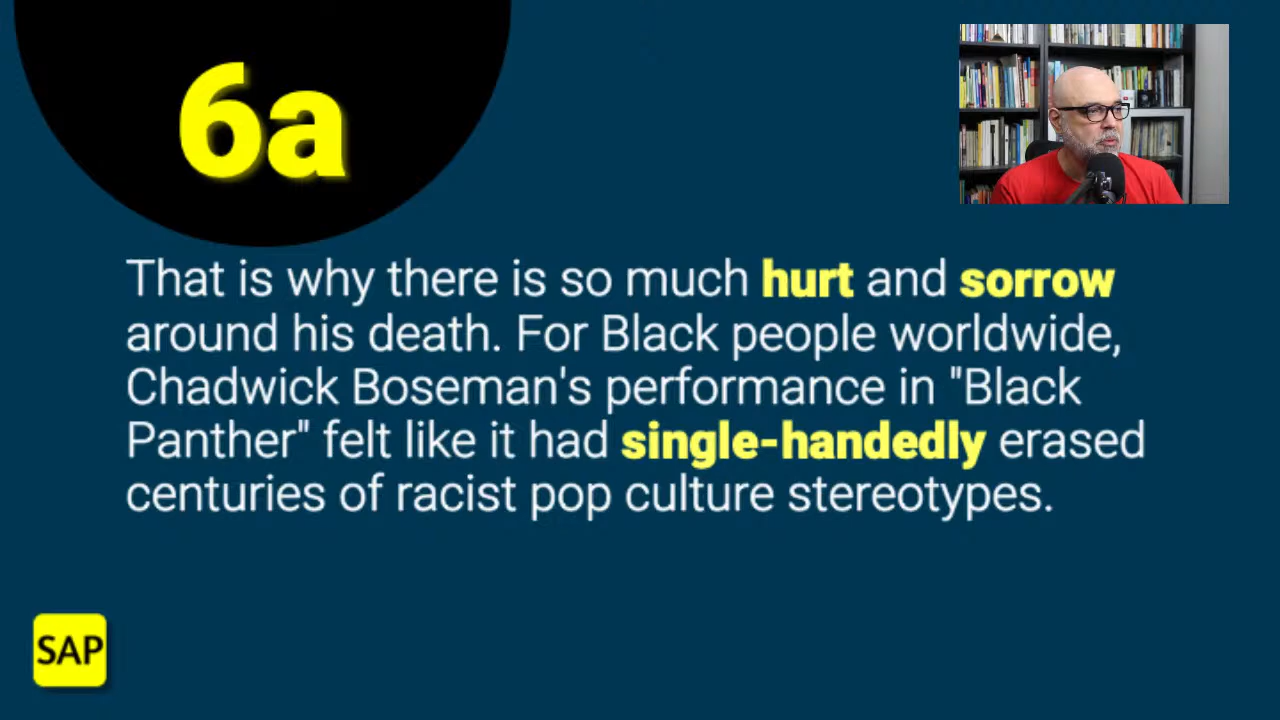 6a
That is why there is so much hurt and sorrow
around his death. For Black people worldwide,
Chadwick Boseman's performance in "Black
Panther" felt like it had single-handedly erased
centuries of racist pop culture stereotypes.
SAP